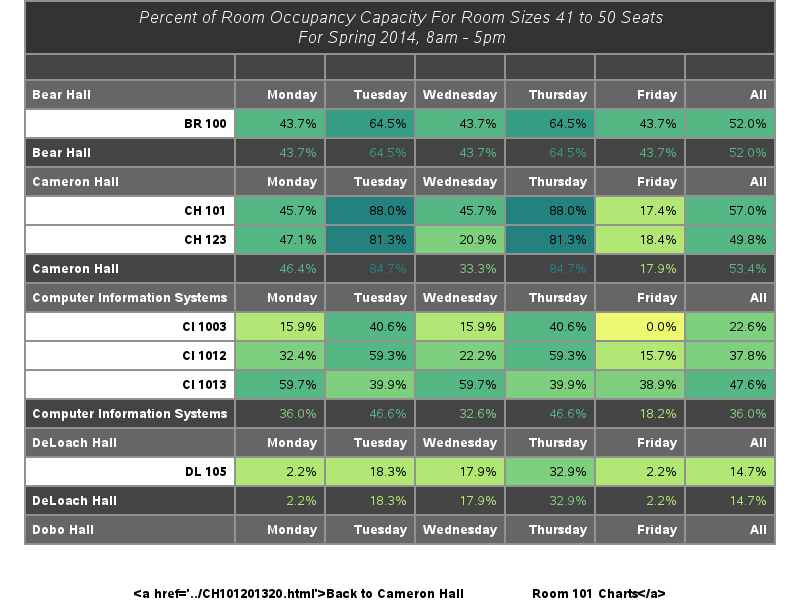 Percent of Room Occupancy Capacity For Room Sizes 41 to 50 Seats
For Spring 2014, 8am - 5pm
Bear Hall Monday Tuesday Wednesday Thursday Friday All
BR 100 43.7% 64.5% 43.7% 64.5% 43.7% 52.0%
Bear Hall 43.7% 64.5% 43.7% 64.5% 43.7% 52.0%
Cameron Hall Monday Tuesday Wednesday Thursday Friday All
CH 101 45.7% 88.0% 45.7% 88.0% 17.4% 57.0%
CH 123 47.1% 81.3% 20.9% 81.3% 18.4% 49.8%
Cameron Hall 46.4% 84.7% 33.3% 84.7% 17.9% 53.4%
Computer Information Systems Monday Tuesday Wednesday Thursday Friday All
CI 1003 15.9% 40.6% 15.9% 40.6% 0.0% 22.6%
CI 1012 32.4% 59.3% 22.2% 59.3% 15.7% 37.8%
CI 1013 59.7% 39.9% 59.7% 39.9% 38.9% 47.6%
Computer Information Systems 36.0% 46.6% 32.6% 46.6% 18.2% 36.0%
DeLoach Hall Monday Tuesday Wednesday Thursday Friday All
DL 105 2.2% 18.3% 17.9% 32.9% 2.2% 14.7%
DeLoach Hall 2.2% 18.3% 17.9% 32.9% 2.2% 14.7%
Dobo Hall Monday Tuesday Wednesday Thursday Friday All
<a href='../CH101201320.html'>Back to Cameron Hall Room 101 Charts</a>